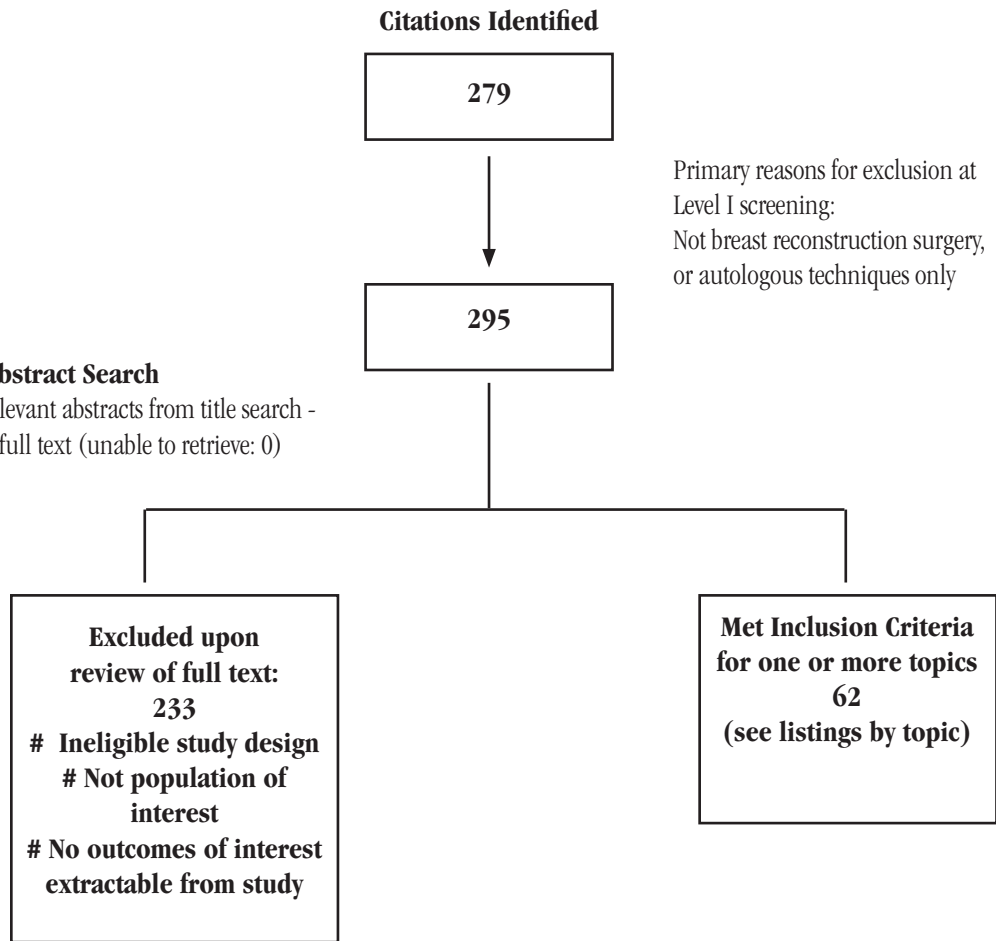 Citations Identified
279
Primary reasons for exclusion at
Level I screening:
Not breast reconstruction surgery,
or autologous techniques only
295
bstract Search
levant abstracts from title search -
full text (unable to retrieve: 0)
Excluded upon
review of full text:
233
# Ineligible study design
# Not population of
interest
# No outcomes of interest
extractable from study
Met Inclusion Criteria
for one or more topics
62
(see listings by topic)